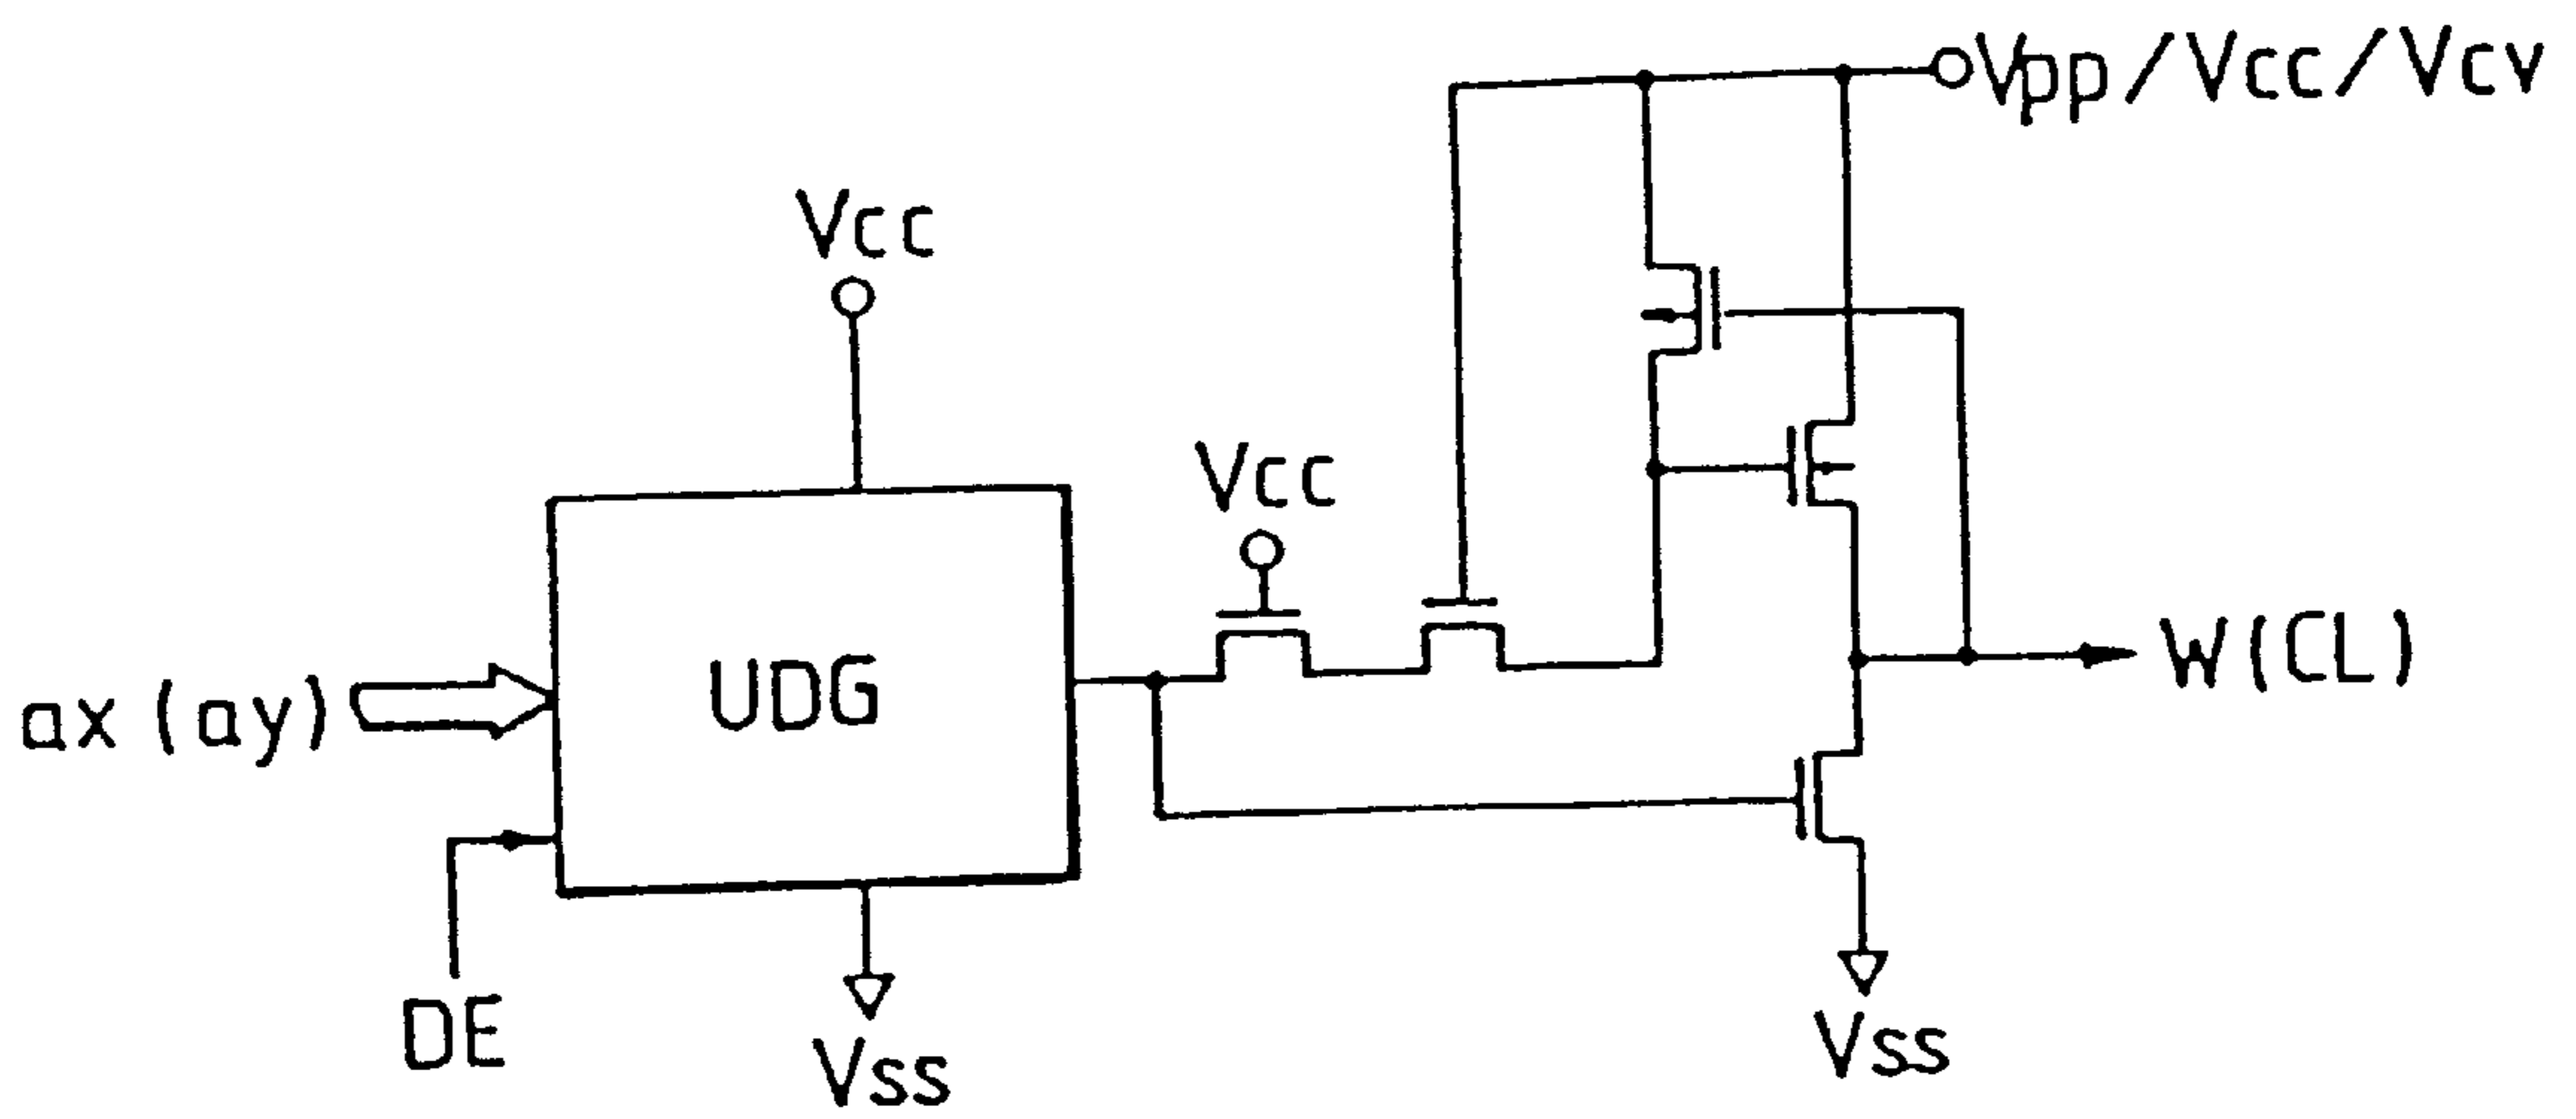 Vpp/Vcc/Vcv
Vcc
Vcc
UDG
W(CL)
ax (ay)
DE
Vss
Vss